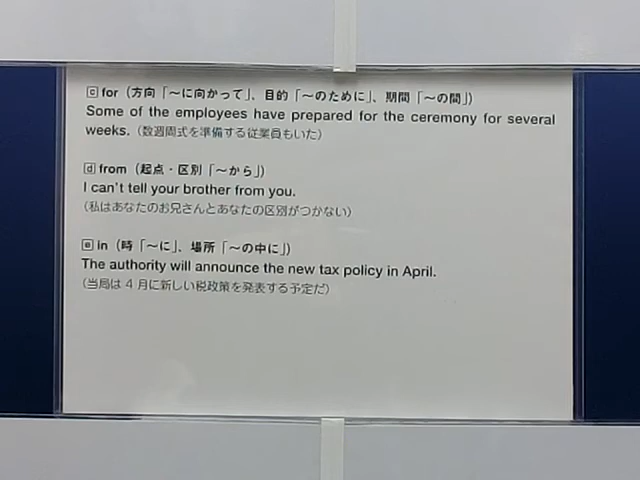 c for（方向「～に向かって」、目的「～のために」、期間「～の間」）
Some of the employees have prepared for the ceremony for several
weeks.（数週周式を準備する従業員もいた）
d from（起点・区別「～から」）
I can't tell your brother from you.
（私はあなたのお兄さんとあなたの区別がつかない）
e in（時「～に」、場所「～の中に」）
The authority will announce the new tax policy in April.
（当局は 4 月に新しい税政策を発表する予定だ）